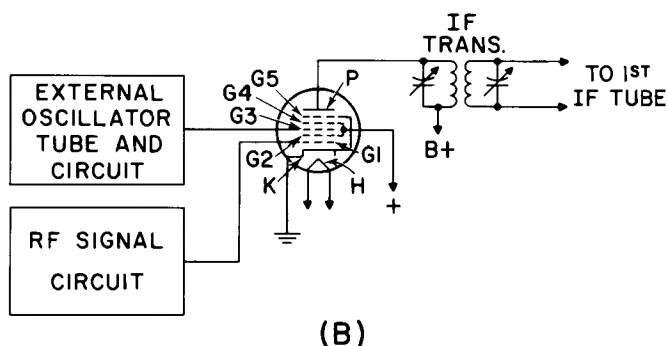 IF
TRANS.
EXTERNAL
OSCILLATOR
TUBE AND
CIRCUIT
G5
G4
G3
G2
K
P
G1
H
+
B+
TO 1ST
IF TUBE
RF SIGNAL
CIRCUIT
(B)